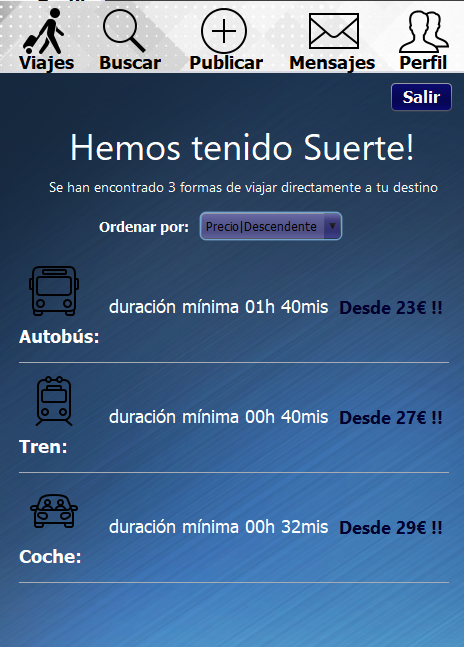 Viajes Buscar Publicar Mensajes Perfil
Salir
Hemos tenido Suerte!
Se han encontrado 3 formas de viajar directamente a tu destino
Ordenar por: Precio|Descendente
duración mínima 01h 40mis Desde 23€ !!
Autobús:
duración mínima 00h 40mis Desde 27€ !!
Tren:
duración mínima 00h 32mis Desde 29€ !!
Coche: